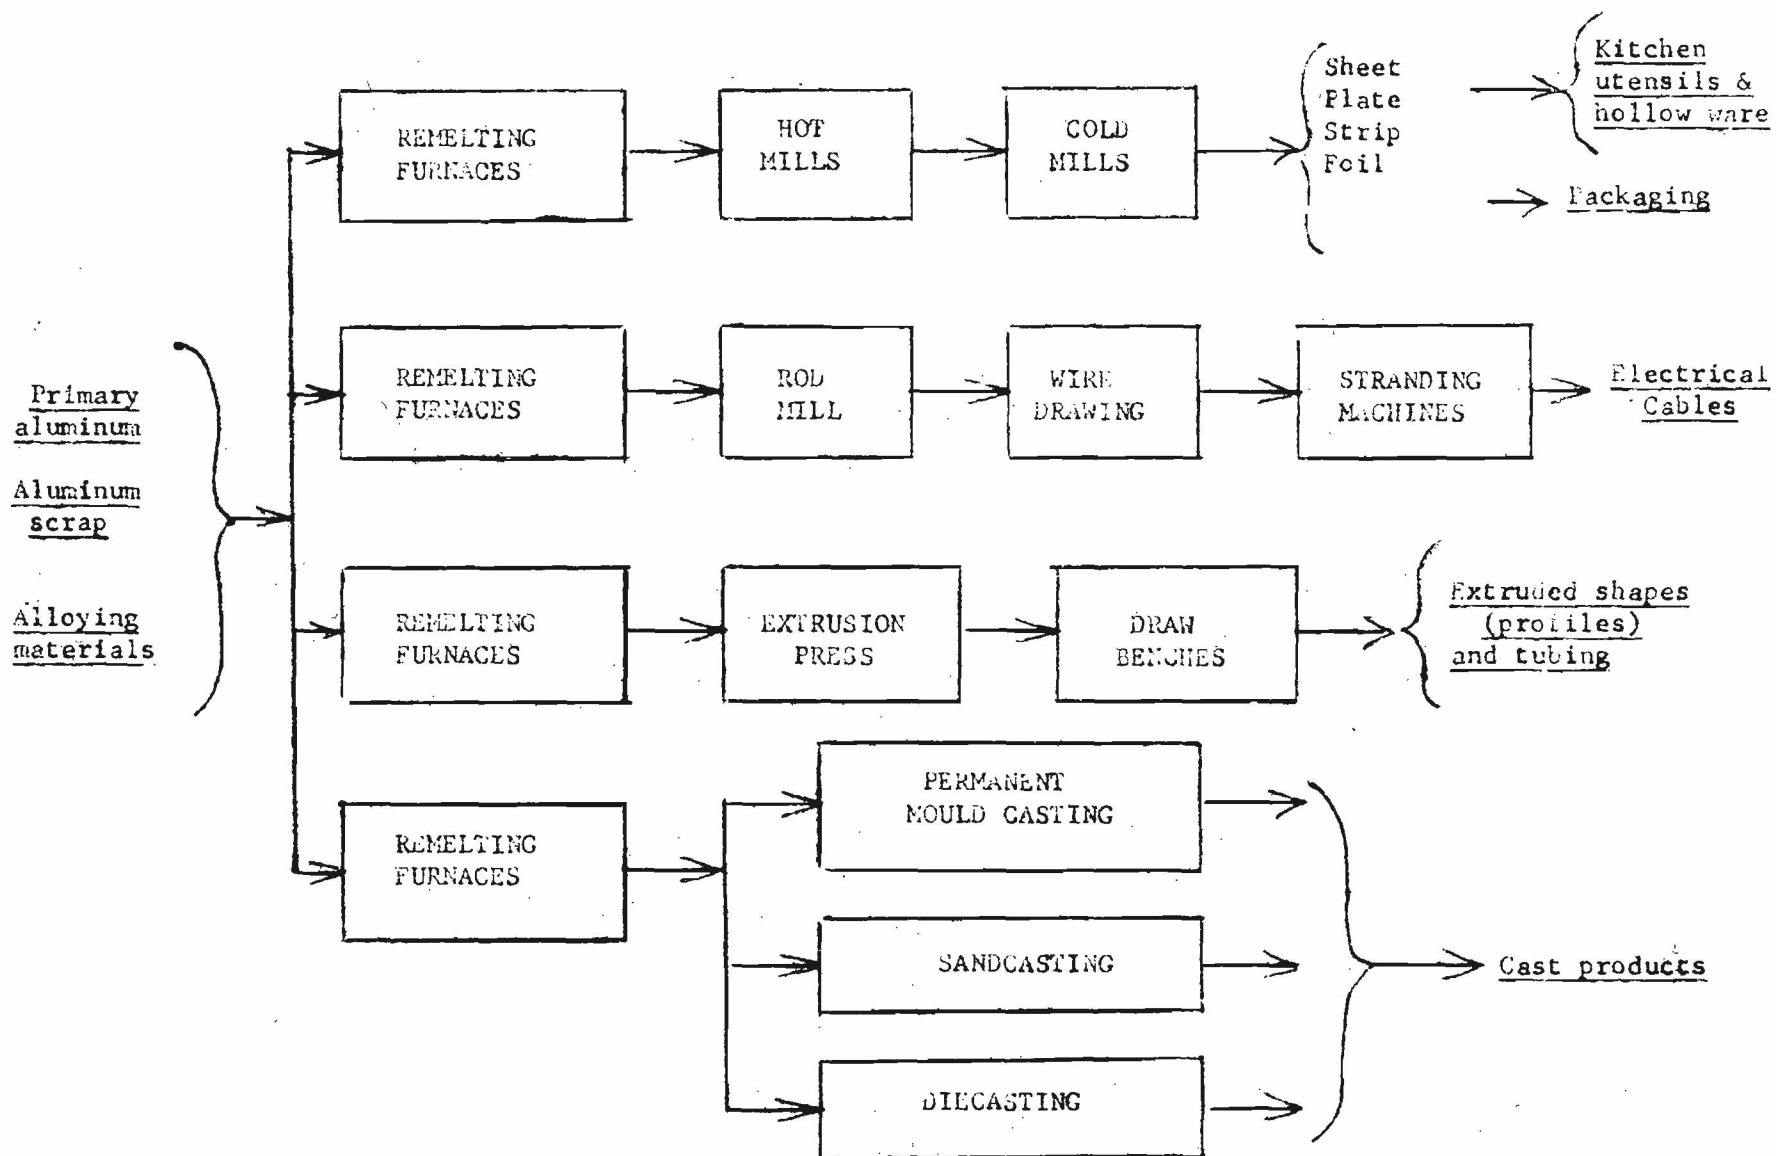 Primary
aluminum
Aluminum
scrap
Alloying
materials
REMELTING
FURNACES
HOT
MILLS
COLD
MILLS
Sheet
Plate
Strip
Foil
Kitchen
utensils &
hollow ware
Packaging
REMELTING
FURNACES
ROD
MILL
WIRE
DRAWING
STRANDING
MACHINES
Electrical
Cables
REMELTING
FURNACES
EXTRUSION
PRESS
DRAW
BENCHES
Extruded shapes
(profiles)
and tubing
REMELTING
FURNACES
PERMANENT
MOULD CASTING
SANDCASTING
DIECASTING
Cast products